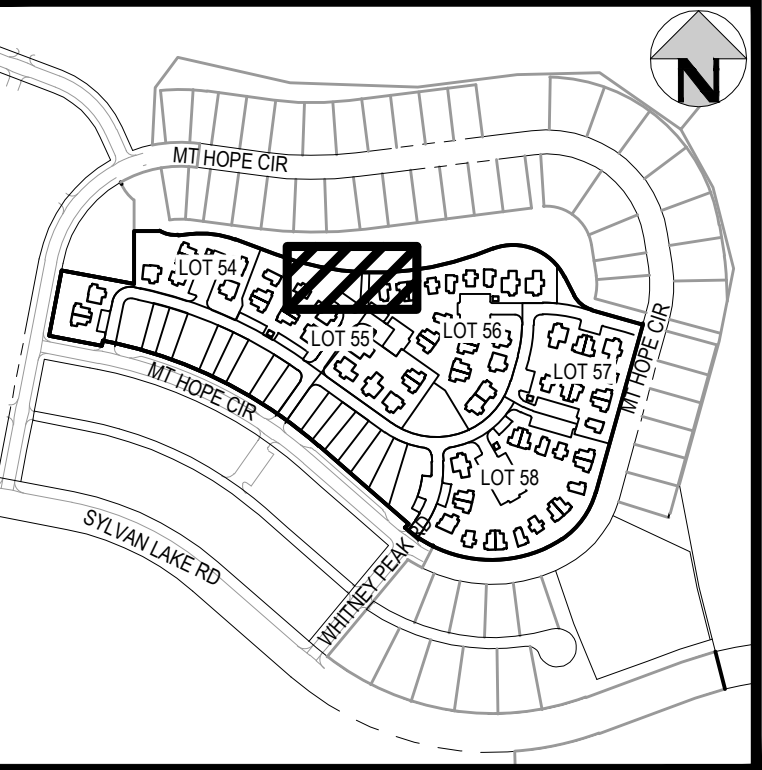 N
MT HOPE CIR
LOT 54
LOT 55
LOT 56
MT HOPE CIR
LOT 57
MT HOPE CIR
LOT 58
SYLVAN LAKE RD
WHITNEY PEAK RD